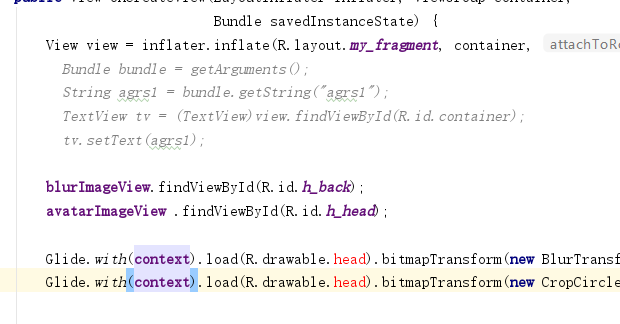 public View onCreateView(LayoutInflater inflater, ViewGroup container,
Bundle savedInstanceState) {
View view = inflater.inflate(R.layout.my_fragment, container, attachToRo
Bundle bundle = getArguments();
String agrs1 = bundle.getString("agrs1");
TextView tv = (TextView)view.findViewById(R.id.container);
tv.setText(agrs1);
blurImageView.findViewById(R.id.h_back);
avatarImageView .findViewById(R.id.h_head);
Glide.with(context).load(R.drawable.head).bitmapTransform(new BlurTransf
Glide.with(context).load(R.drawable.head).bitmapTransform(new CropCircle